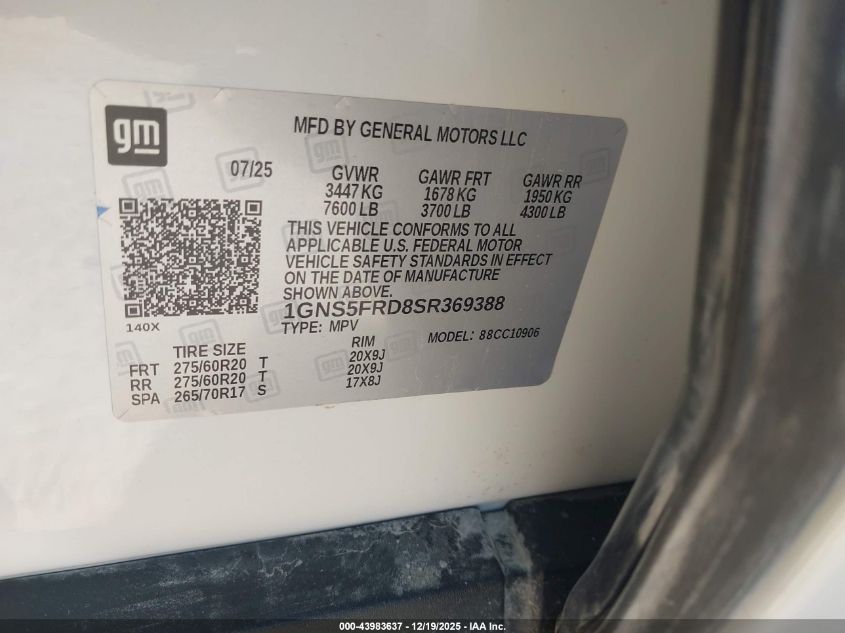 gm
MFD BY GENERAL MOTORS LLC
07/25
GVWR GAWR FRT GAWR RR
3447 KG 1678 KG 1950 KG
7600 LB 3700 LB 4300 LB
THIS VEHICLE CONFORMS TO ALL
APPLICABLE U.S. FEDERAL MOTOR
VEHICLE SAFETY STANDARDS IN EFFECT
ON THE DATE OF MANUFACTURE
SHOWN ABOVE.
1GNS5FRD8SR369388
140X
TYPE: MPV MODEL: 88CC10906
TIRE SIZE RIM
FRT 275/60R20 T 20X9J
RR 275/60R20 T 20X9J
SPA 265/70R17 S 17X8J
000-43983637 - 12/19/2025 - IAA Inc.